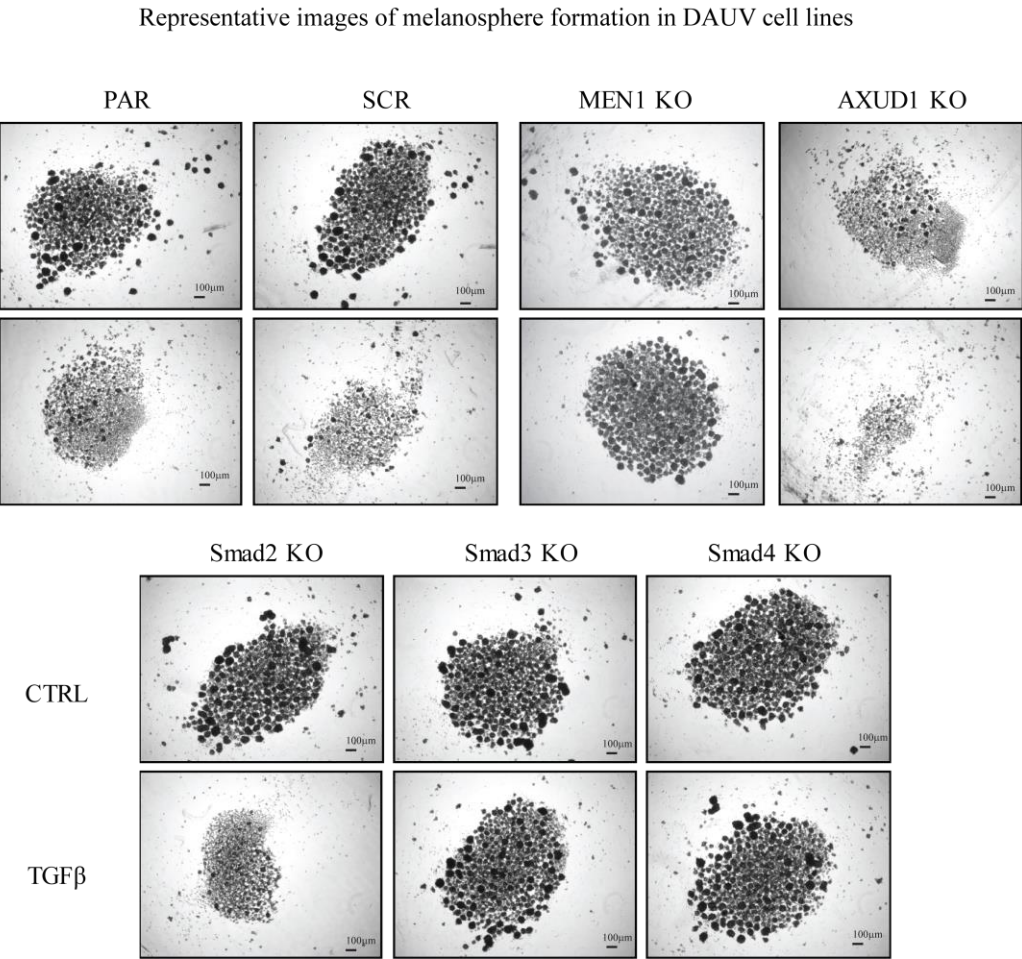 Representative images of melanosphere formation in DAUV cell lines
PAR SCR MEN1 KO AXUD1 KO
100μm 100μm 100μm 100μm
100μm 100μm 100μm 100μm
Smad2 KO Smad3 KO Smad4 KO
CTRL
100μm 100μm 100μm
TGFβ
100μm 100μm 100μm